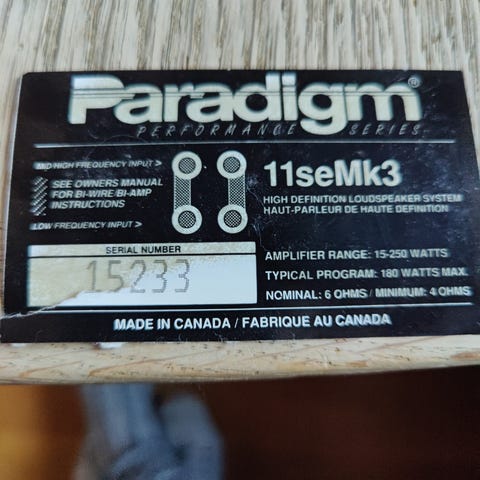 Paradigm®
PERFORMANCE SERIES
MID/HIGH FREQUENCY INPUT >
SEE OWNERS MANUAL
FOR BI-WIRE/BI-AMP
INSTRUCTIONS
LOW FREQUENCY INPUT >
11seMk3
HIGH DEFINITION LOUDSPEAKER SYSTEM
HAUT-PARLEUR DE HAUTE DEFINITION
SERIAL NUMBER
15233
AMPLIFIER RANGE: 15-250 WATTS
TYPICAL PROGRAM: 180 WATTS MAX.
NOMINAL: 6 OHMS / MINIMUM: 4 OHMS
MADE IN CANADA / FABRIQUE AU CANADA